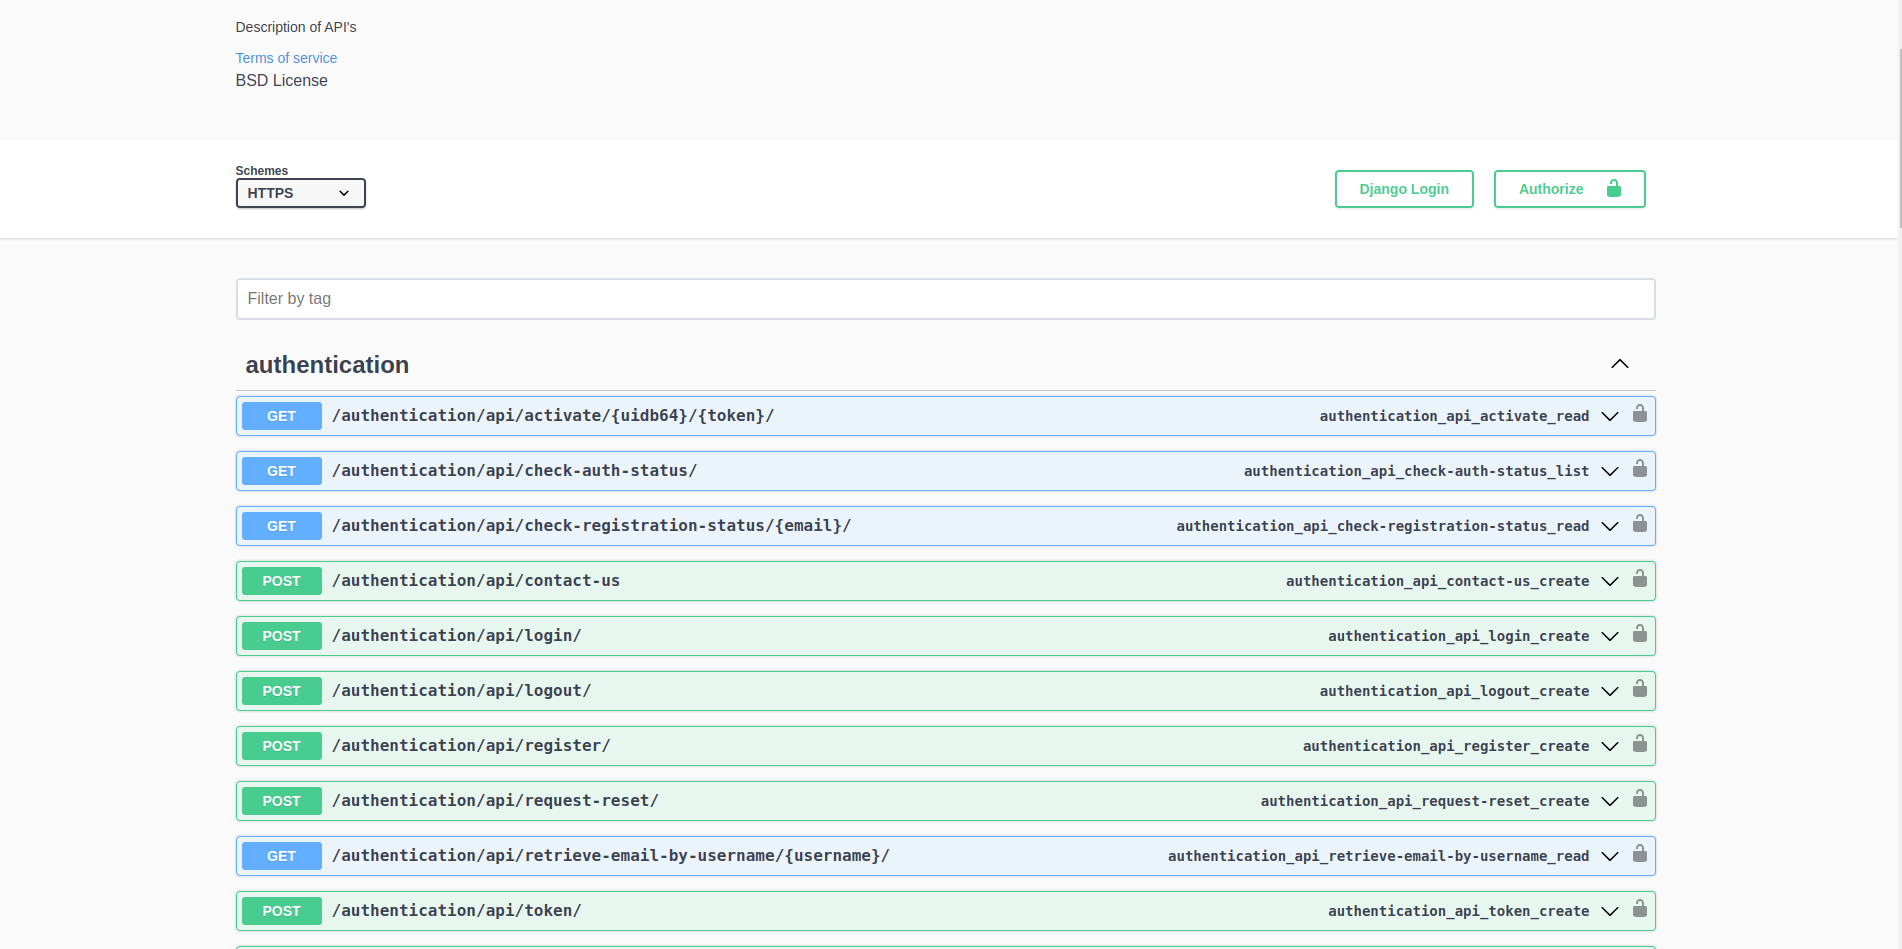 Description of API's
Terms of service
BSD License
Schemes
HTTPS
Django Login
Authorize
Filter by tag
authentication
GET /authentication/api/activate/{uidb64}/{token}/ authentication_api_activate_read
GET /authentication/api/check-auth-status/ authentication_api_check-auth-status_list
GET /authentication/api/check-registration-status/{email}/ authentication_api_check-registration-status_read
POST /authentication/api/contact-us authentication_api_contact-us_create
POST /authentication/api/login/ authentication_api_login_create
POST /authentication/api/logout/ authentication_api_logout_create
POST /authentication/api/register/ authentication_api_register_create
POST /authentication/api/request-reset/ authentication_api_request-reset_create
GET /authentication/api/retrieve-email-by-username/{username}/ authentication_api_retrieve-email-by-username_read
POST /authentication/api/token/ authentication_api_token_create